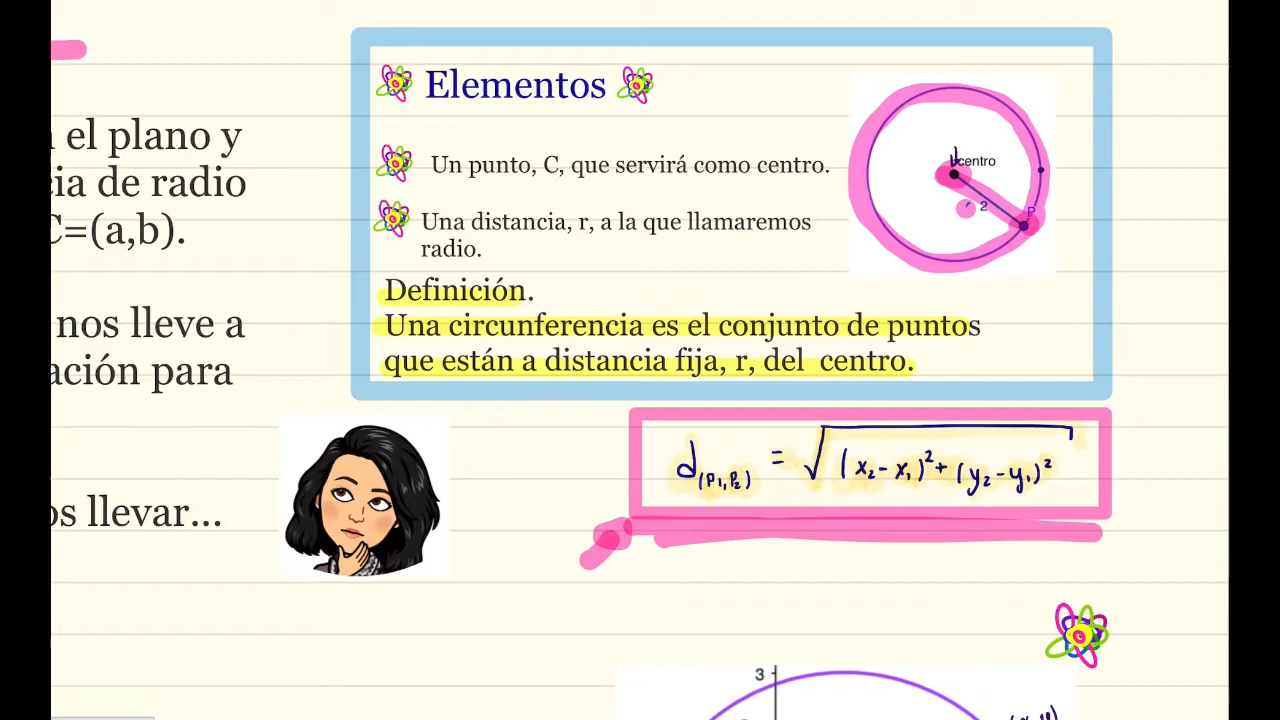 el plano y
cia de radio
C=(a,b).
nos lleve a
ación para
os llevar...
Elementos
Un punto, C, que servirá como centro.
Una distancia, r, a la que llamaremos
radio.
Definición.
Una circunferencia es el conjunto de puntos
que están a distancia fija, r, del centro.
centro
2
P
d(P₁,P₂) = √(x₂-x₁)²+(y₂-y₁)²
3